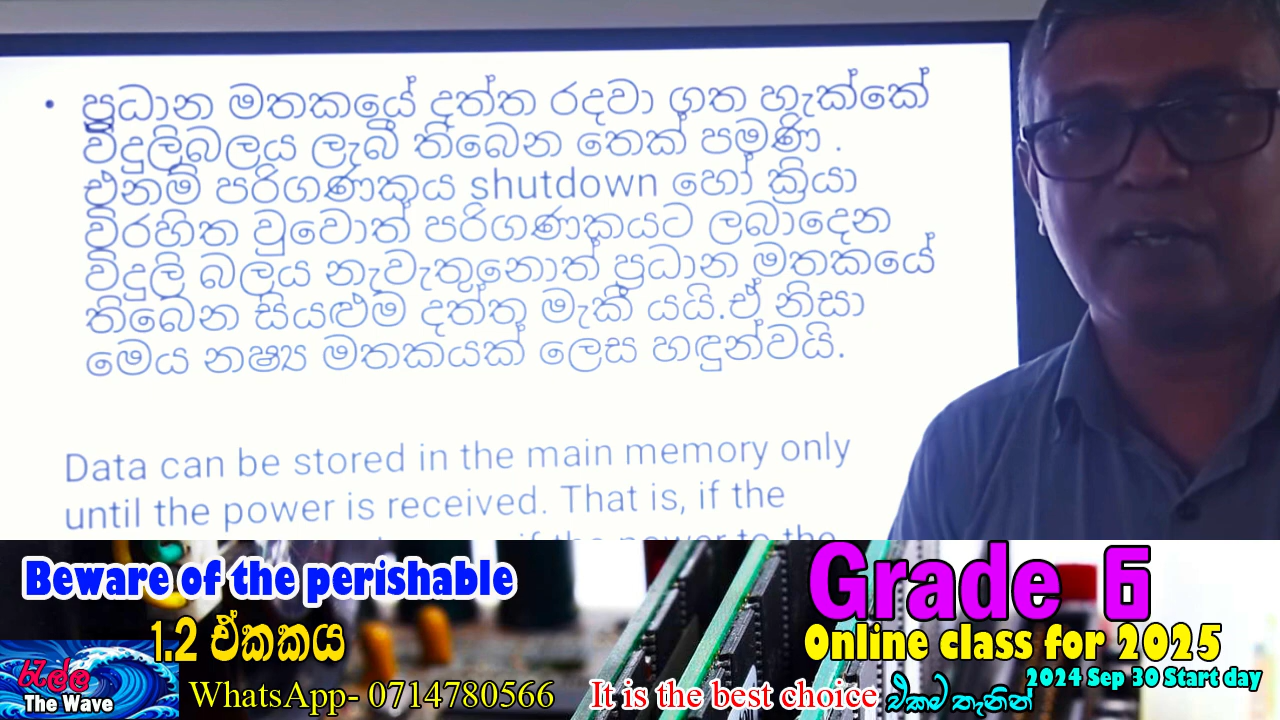 • ප්‍රධාන මතකයේ දත්ත රදවා ගත හැක්කේ
විදුලිබලය ලැබී තිබෙන තෙක් පමණි .
එනම් පරිගණකය shutdown හෝ ක්‍රියා
විරහිත වුවොත් පරිගණකයට ලබාදෙන
විදුලි බලය නැවැතුනොත් ප්‍රධාන මතකයේ
තිබෙන සියළුම දත්ත මැකී යයි.ඒ නිසා
මෙය නෂ්‍ය මතකයක් ලෙස හඳුන්වයි.
Data can be stored in the main memory only
until the power is received. That is, if the
Beware of the perishable
1.2 ඒකකය
රැල්ල
The Wave
WhatsApp- 0714780566
It is the best choice
Grade 6
Online class for 2025
2024 Sep 30 Start day
එකම තැනින්